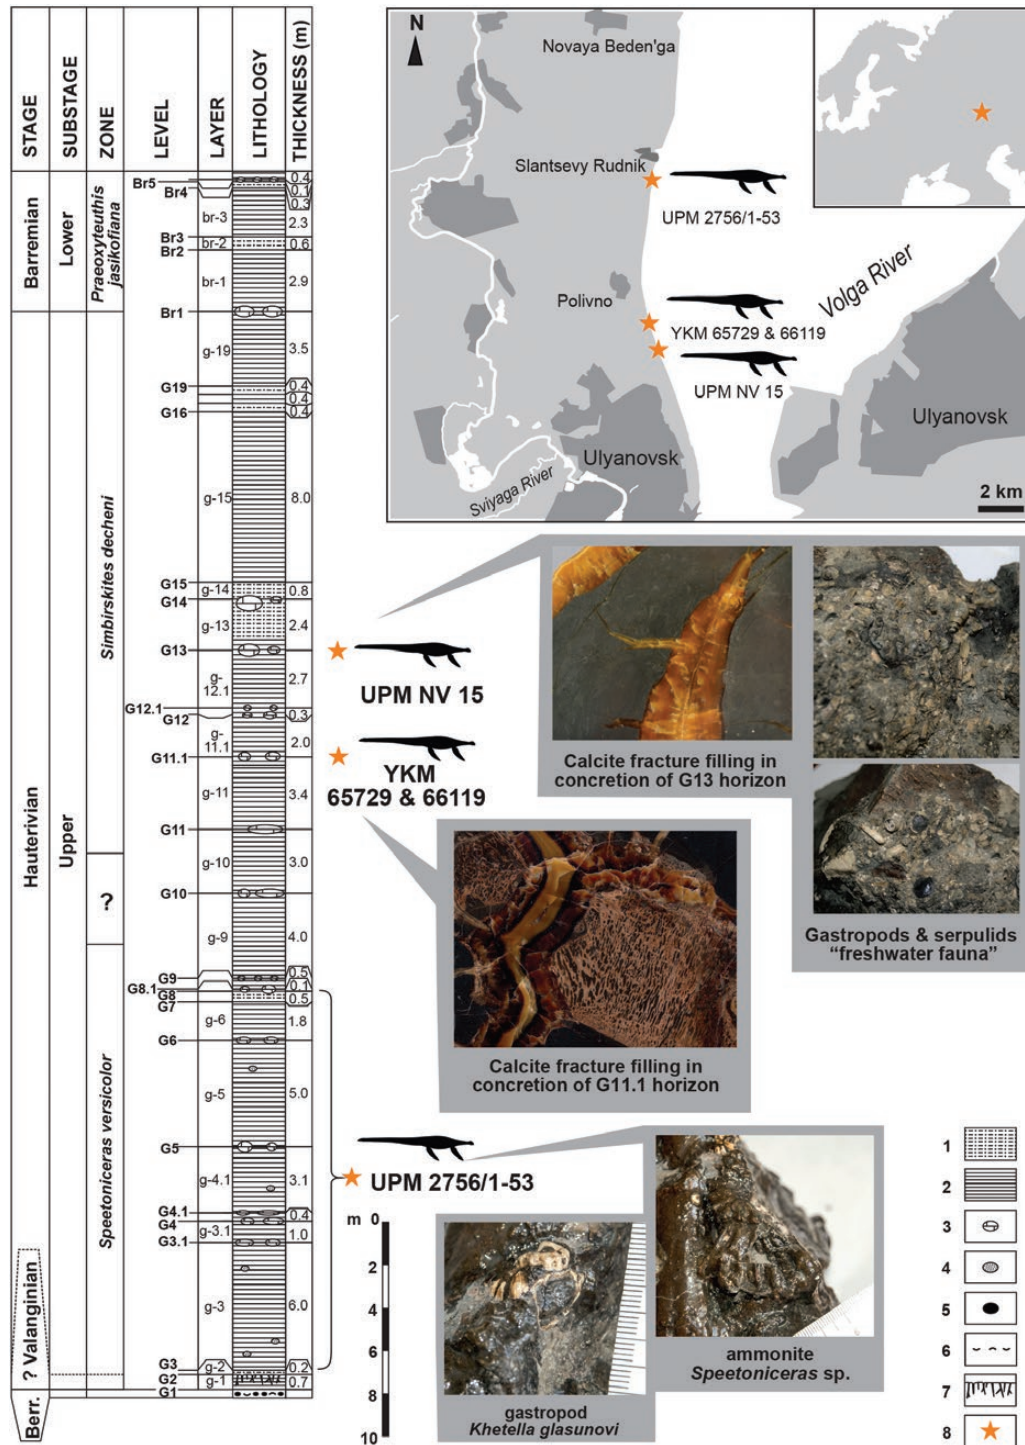 STAGE
SUBSTAGE
ZONE
LEVEL
LAYER
LITHOLOGY
THICKNESS (m)
Barremian
Lower
Praeoxyteuthis
jasikofiana
Hauterivian
Upper
Simbirskites decheni
?
Speetoniceras versicolor
? Valanginian
Berr.
Br5
Br4
Br3
Br2
Br1
G19
G16
G15
G14
G13
G12.1
G12
G11.1
G11
G10
G9
G8.1
G8
G7
G6
G5
G4.1
G4
G3.1
G3
G2
G1
br-3
br-2
br-1
g-19
g-15
g-14
g-13
g-
12.1
g-
11.1
g-11
g-10
g-9
g-6
g-5
g-4.1
g-3.1
g-3
g-2
g-1
0.4
0.1
0.3
2.3
0.6
2.9
3.5
0.4
0.4
0.4
8.0
0.8
2.4
2.7
0.3
2.0
3.4
3.0
4.0
0.5
0.1
0.5
1.8
5.0
3.1
0.4
1.0
6.0
0.2
0.7
N
Novaya Beden'ga
Slantsevy Rudnik
UPM 2756/1-53
Polivno
YKM 65729 & 66119
UPM NV 15
Volga River
Ulyanovsk
Ulyanovsk
Sviyaga River
2 km
UPM NV 15
YKM
65729 & 66119
UPM 2756/1-53
Calcite fracture filling in
concretion of G13 horizon
Gastropods & serpulids
“freshwater fauna”
Calcite fracture filling in
concretion of G11.1 horizon
m
0
2
4
6
8
10
gastropod
Khetella glasunovi
ammonite
Speetoniceras sp.
1
2
3
4
5
6
7
8